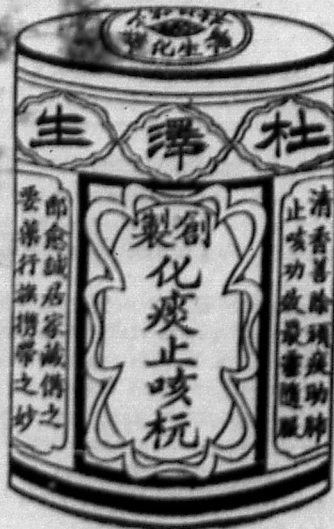 杜澤生
創製
化痰止咳杬
清香善除頑痰助肺
止咳功效最靈隨服
即愈誠居家藏備之
要藥行旅携帶之妙